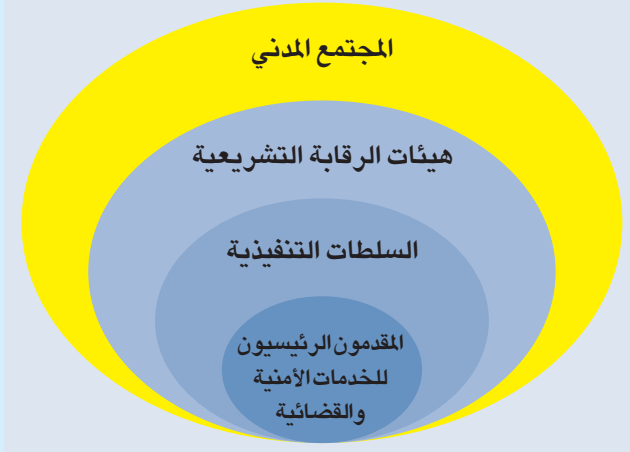 المجتمع المدني
هيئات الرقابة التشريعية
السلطات التنفيذية
المقدمون الرئيسيون
للخدمات الأمنية
والقضائية